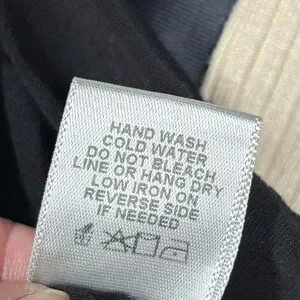 HAND WASH
COLD WATER
DO NOT BLEACH
LINE OR HANG DRY
LOW IRON ON
REVERSE SIDE
IF NEEDED